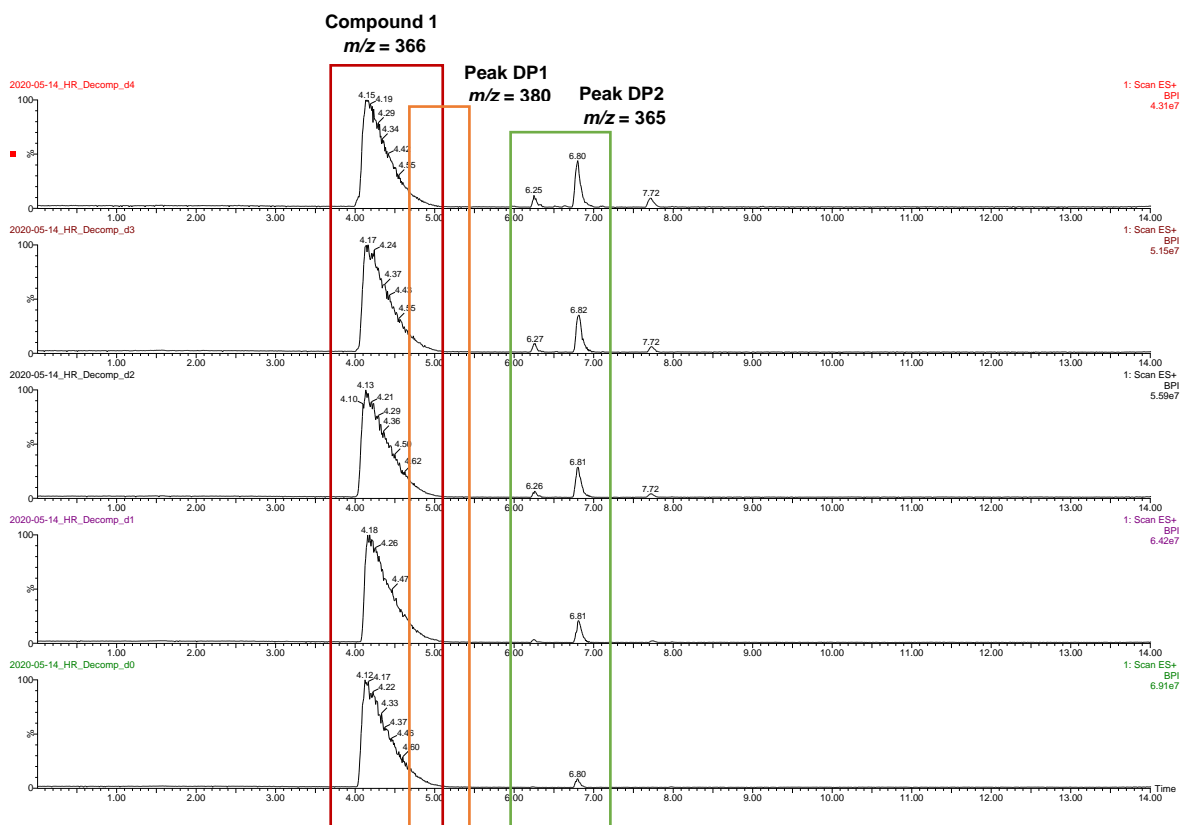 Compound 1
m/z = 366
Peak DP1
m/z = 380
Peak DP2
m/z = 365
2020-05-14_HR_Decomp_d4
1: Scan ES+
BPI
4.31e7
100
%
0
4.15
4.19
4.29
4.34
4.42
4.55
6.25
6.80
7.72
1.00 2.00 3.00 4.00 5.00 6.00 7.00 8.00 9.00 10.00 11.00 12.00 13.00 14.00
2020-05-14_HR_Decomp_d3
1: Scan ES+
BPI
5.15e7
100
%
0
4.17
4.24
4.37
4.43
4.55
6.27
6.82
7.72
1.00 2.00 3.00 4.00 5.00 6.00 7.00 8.00 9.00 10.00 11.00 12.00 13.00 14.00
2020-05-14_HR_Decomp_d2
1: Scan ES+
BPI
5.59e7
100
%
0
4.10
4.13
4.21
4.29
4.36
4.50
4.62
6.26
6.81
7.72
1.00 2.00 3.00 4.00 5.00 6.00 7.00 8.00 9.00 10.00 11.00 12.00 13.00 14.00
2020-05-14_HR_Decomp_d1
1: Scan ES+
BPI
6.42e7
100
%
0
4.18
4.26
4.47
6.81
1.00 2.00 3.00 4.00 5.00 6.00 7.00 8.00 9.00 10.00 11.00 12.00 13.00 14.00
2020-05-14_HR_Decomp_d0
1: Scan ES+
BPI
6.91e7
100
%
0
4.12
4.17
4.22
4.33
4.37
4.46
4.60
6.80
Time
1.00 2.00 3.00 4.00 5.00 6.00 7.00 8.00 9.00 10.00 11.00 12.00 13.00 14.00